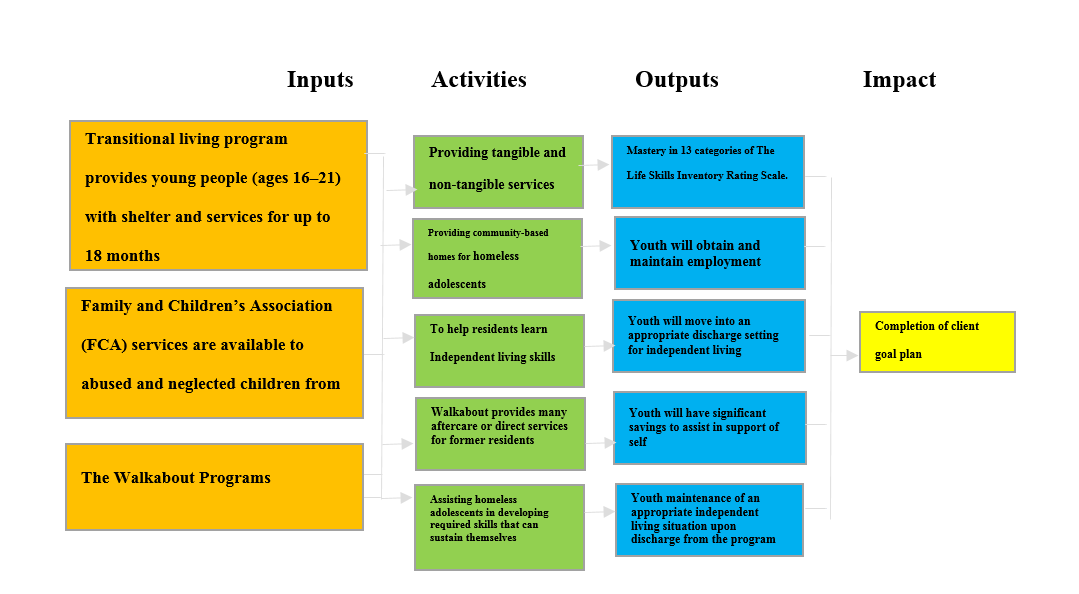 Inputs
Activities
Outputs
Impact
Transitional living program
provides young people (ages 16–21)
with shelter and services for up to
18 months
Family and Children’s Association
(FCA) services are available to
abused and neglected children from
The Walkabout Programs
Providing tangible and
non-tangible services
Providing community-based
homes for homeless
adolescents
To help residents learn
Independent living skills
Walkabout provides many
aftercare or direct services
for former residents
Assisting homeless
adolescents in developing
required skills that can
sustain themselves
Mastery in 13 categories of The
Life Skills Inventory Rating Scale.
Youth will obtain and
maintain employment
Youth will move into an
appropriate discharge setting
for independent living
Youth will have significant
savings to assist in support of
self
Youth maintenance of an
appropriate independent
living situation upon
discharge from the program
Completion of client
goal plan